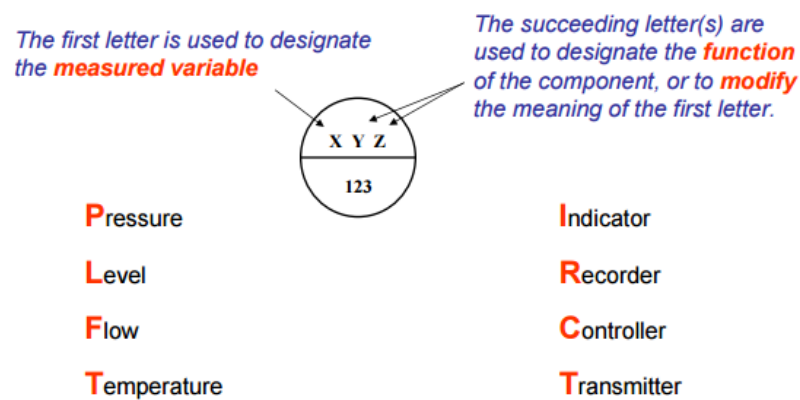 The first letter is used to designate
the measured variable
The succeeding letter(s) are
used to designate the function
of the component, or to modify
the meaning of the first letter.
X Y Z
123
Pressure
Indicator
Level
Recorder
Flow
Controller
Temperature
Transmitter